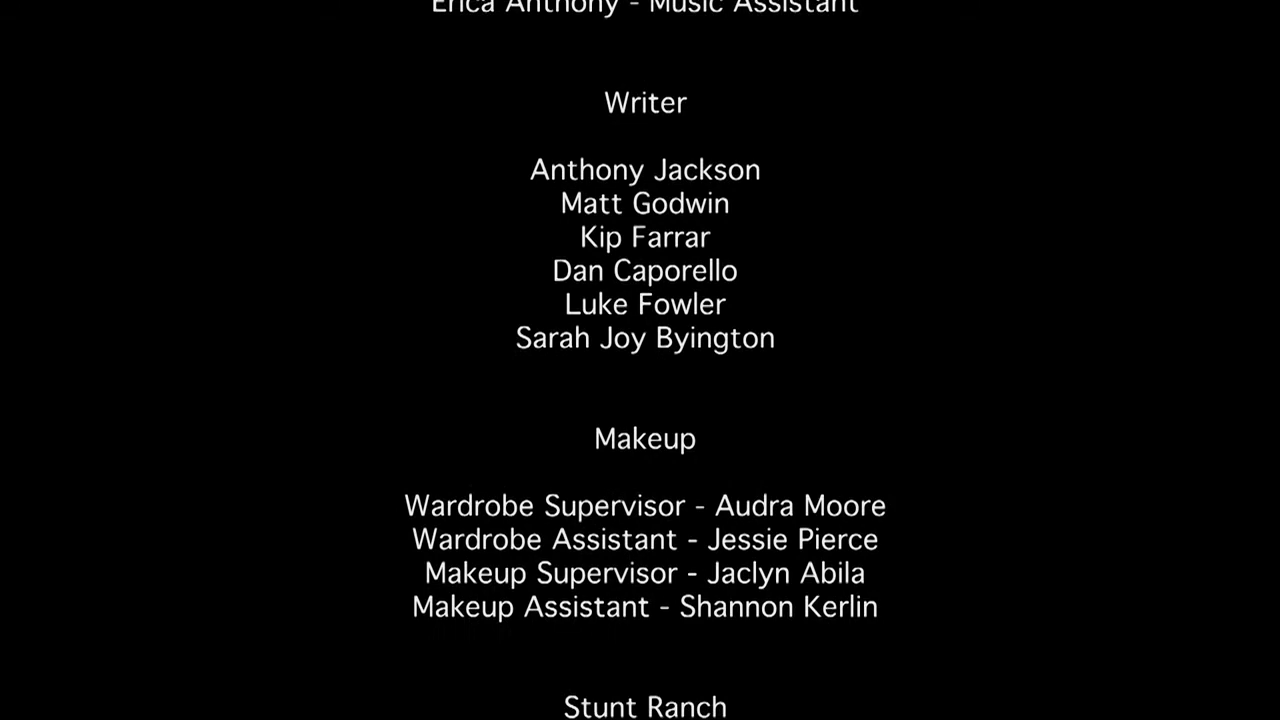 Erica Anthony - Music Assistant
Writer
Anthony Jackson
Matt Godwin
Kip Farrar
Dan Caporello
Luke Fowler
Sarah Joy Byington
Makeup
Wardrobe Supervisor - Audra Moore
Wardrobe Assistant - Jessie Pierce
Makeup Supervisor - Jaclyn Abila
Makeup Assistant - Shannon Kerlin
Stunt Ranch